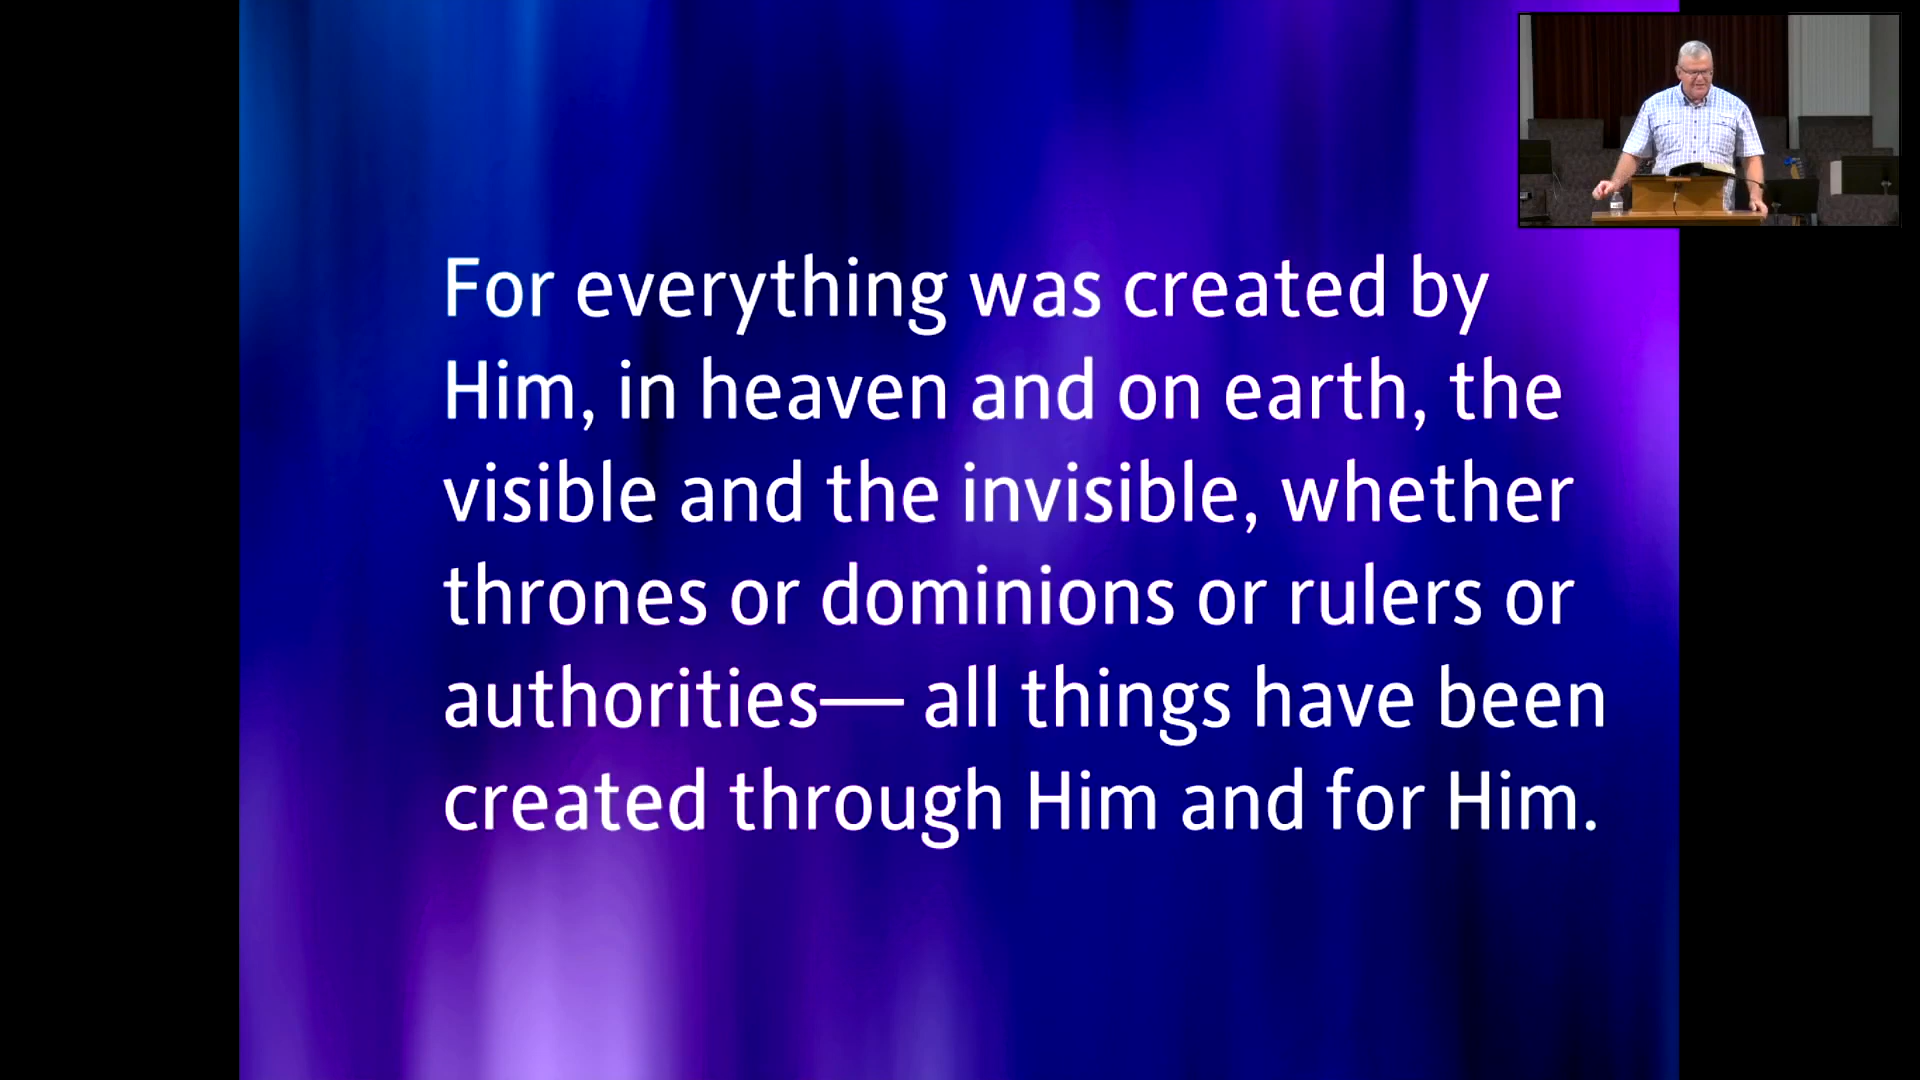 For everything was created by
Him, in heaven and on earth, the
visible and the invisible, whether
thrones or dominions or rulers or
authorities— all things have been
created through Him and for Him.